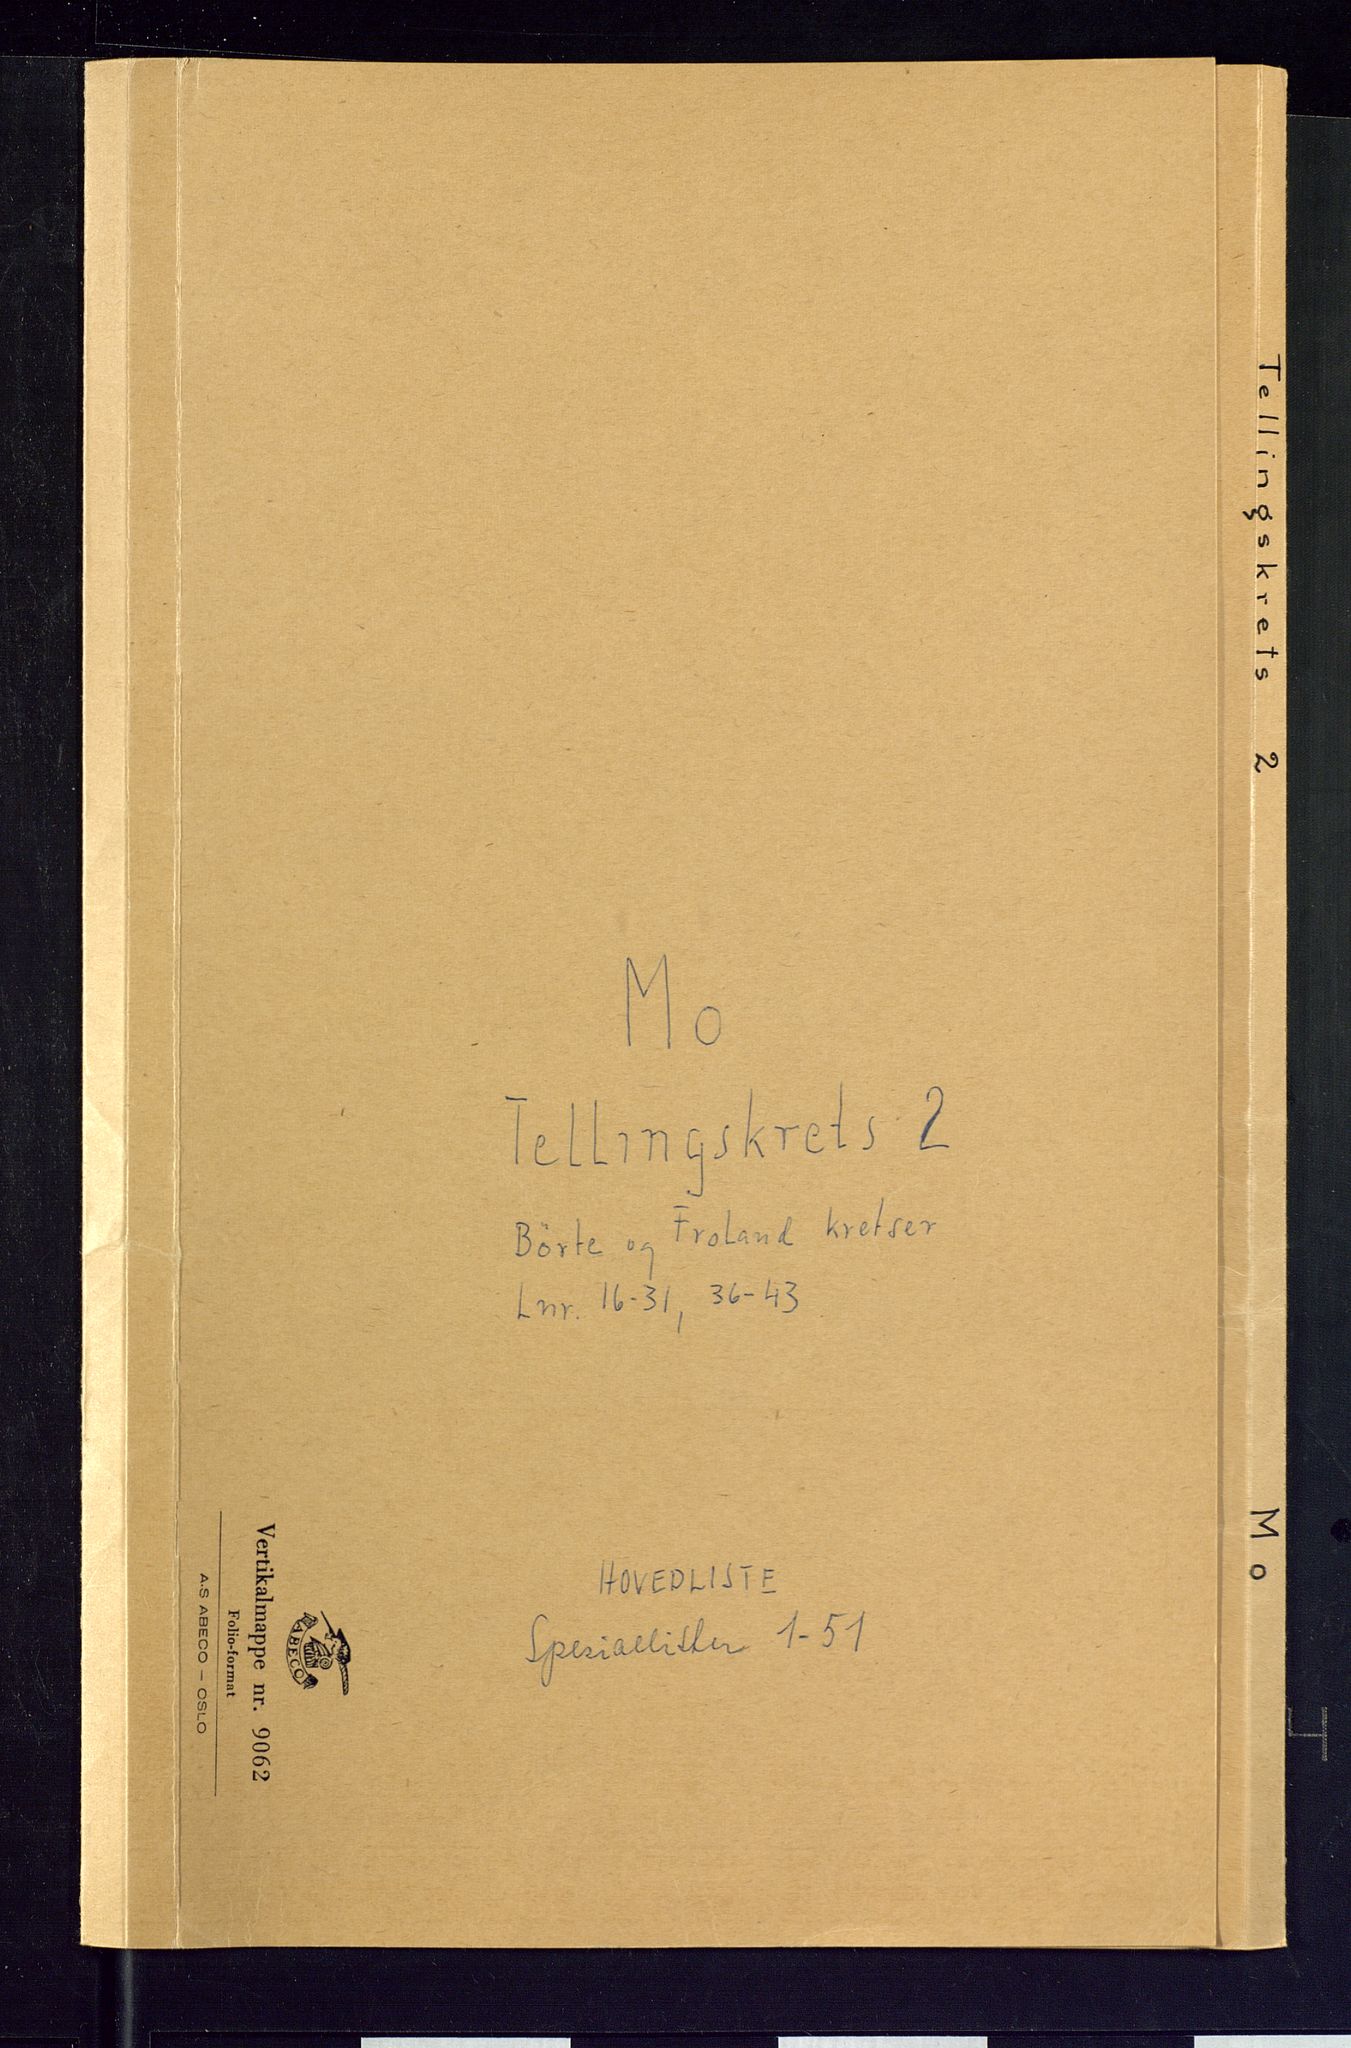 Mo
Tellingskrets 2
Börte og Froland kretser
Lnr. 16-31, 36-43
HOVEDLISTE
Spesiallister 1-51
Tellingskrets 2 Mo
ABECO
Vertikalmappe nr. 9062
Folio-format
A.S ABECO – OSLO